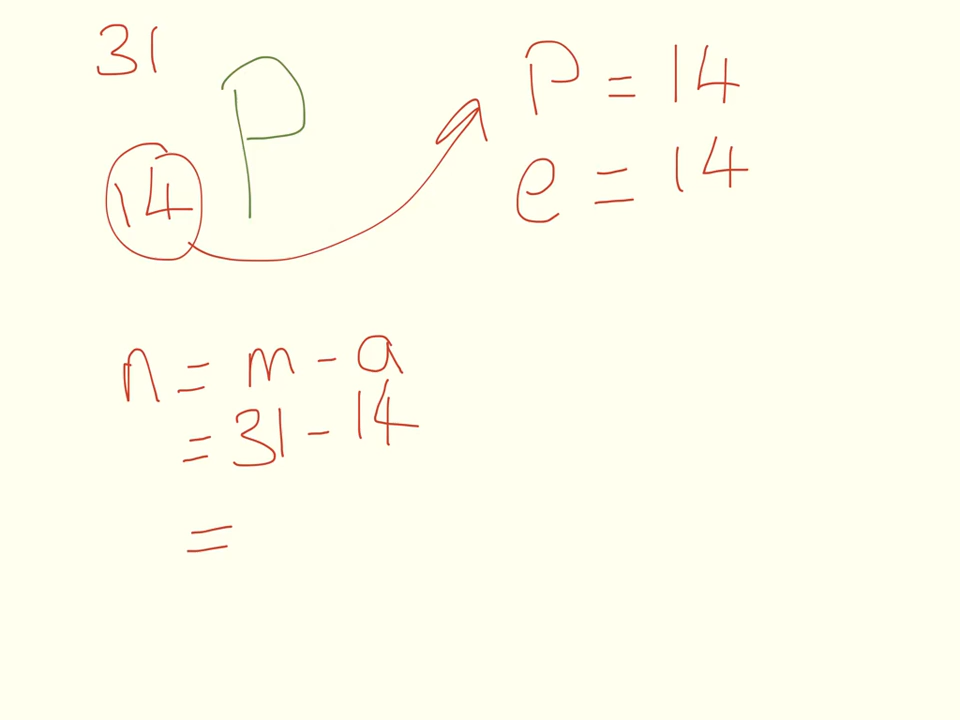 31
P
14
P = 14
e = 14
n = m - a
= 31 - 14
=